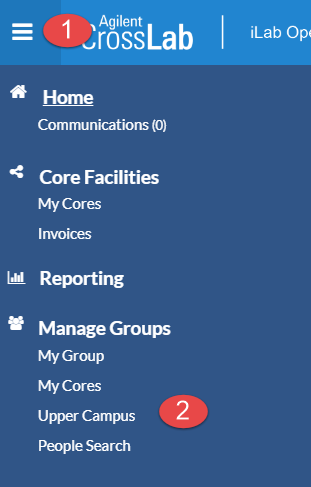 1
Agilent
CrossLab
iLab Ope
Home
Communications (0)
Core Facilities
My Cores
Invoices
Reporting
Manage Groups
My Group
My Cores
Upper Campus
2
People Search